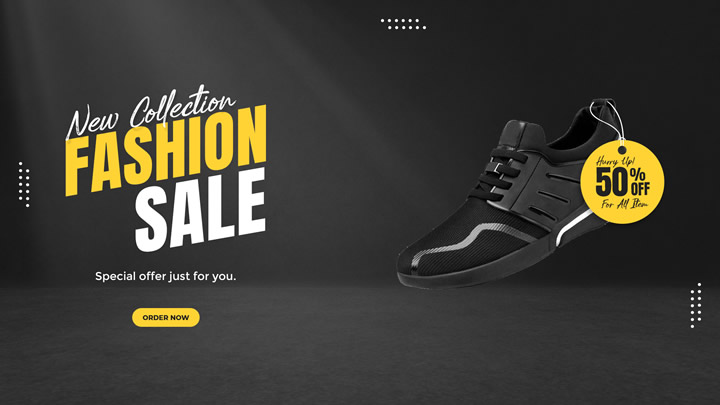 New Collection
FASHION
SALE
Special offer just for you.
ORDER NOW
Hurry Up!
50% OFF
For All Item